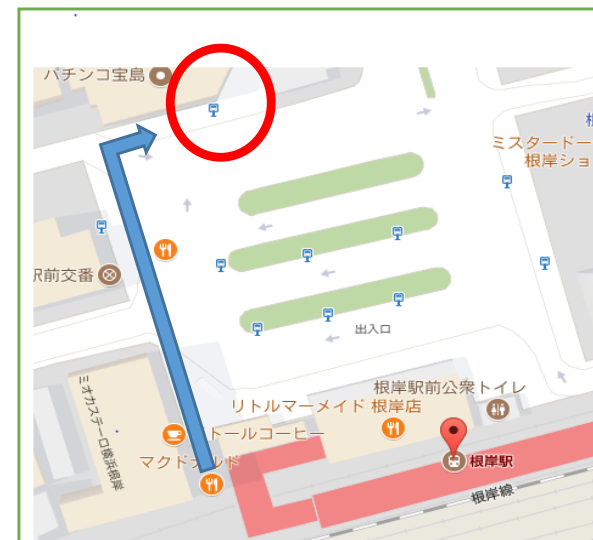 パチンコ宝島
ミスタードー
根岸ショ
駅前交番
出入口
根岸駅前公衆トイレ
リトルマーメイド 根岸店
トールコーヒー
マクドナルド
根岸駅
根岸線
ミオカステーロ横浜根岸